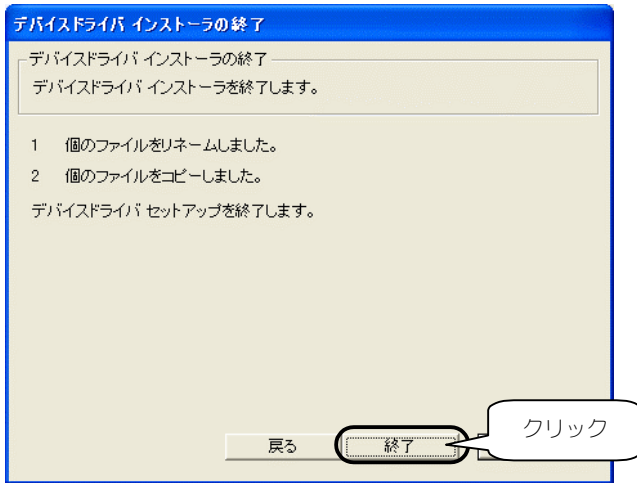 デバイスドライバ インストーラの終了
デバイスドライバ インストーラの終了
デバイスドライバ インストーラを終了します。
1 個のファイルをリネームしました。
2 個のファイルをコピーしました。
デバイスドライバ セットアップを終了します。
戻る
終了
クリック